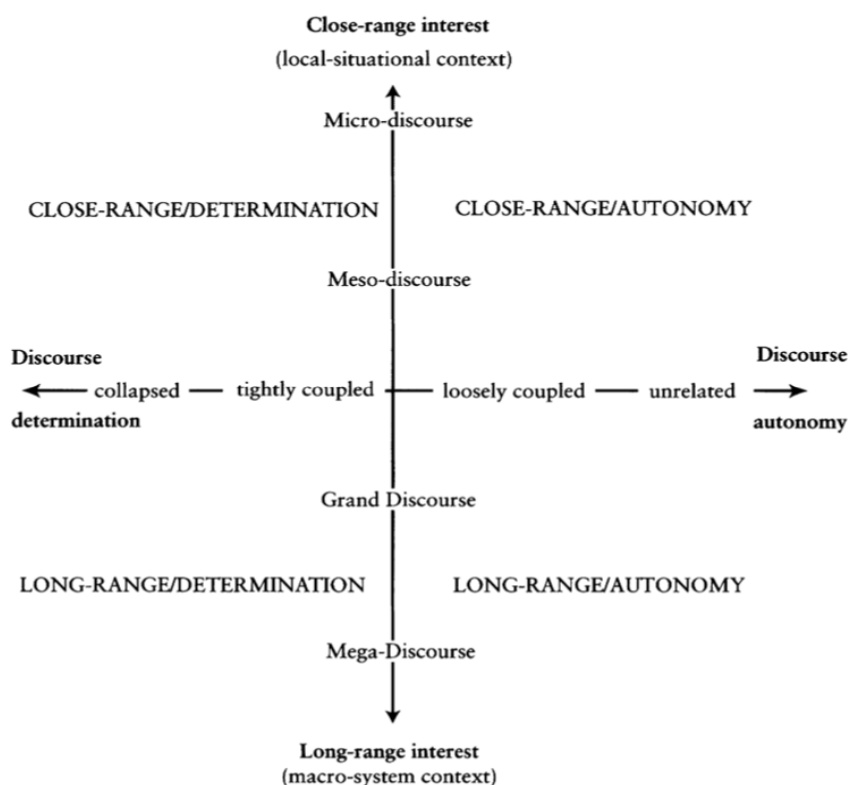 Close-range interest
(local-situational context)
Micro-discourse
CLOSE-RANGE/DETERMINATION
CLOSE-RANGE/AUTONOMY
Meso-discourse
Discourse
Discourse
collapsed
tightly coupled
loosely coupled
unrelated
determination
autonomy
Grand Discourse
LONG-RANGE/DETERMINATION
LONG-RANGE/AUTONOMY
Mega-Discourse
Long-range interest
(macro-system context)